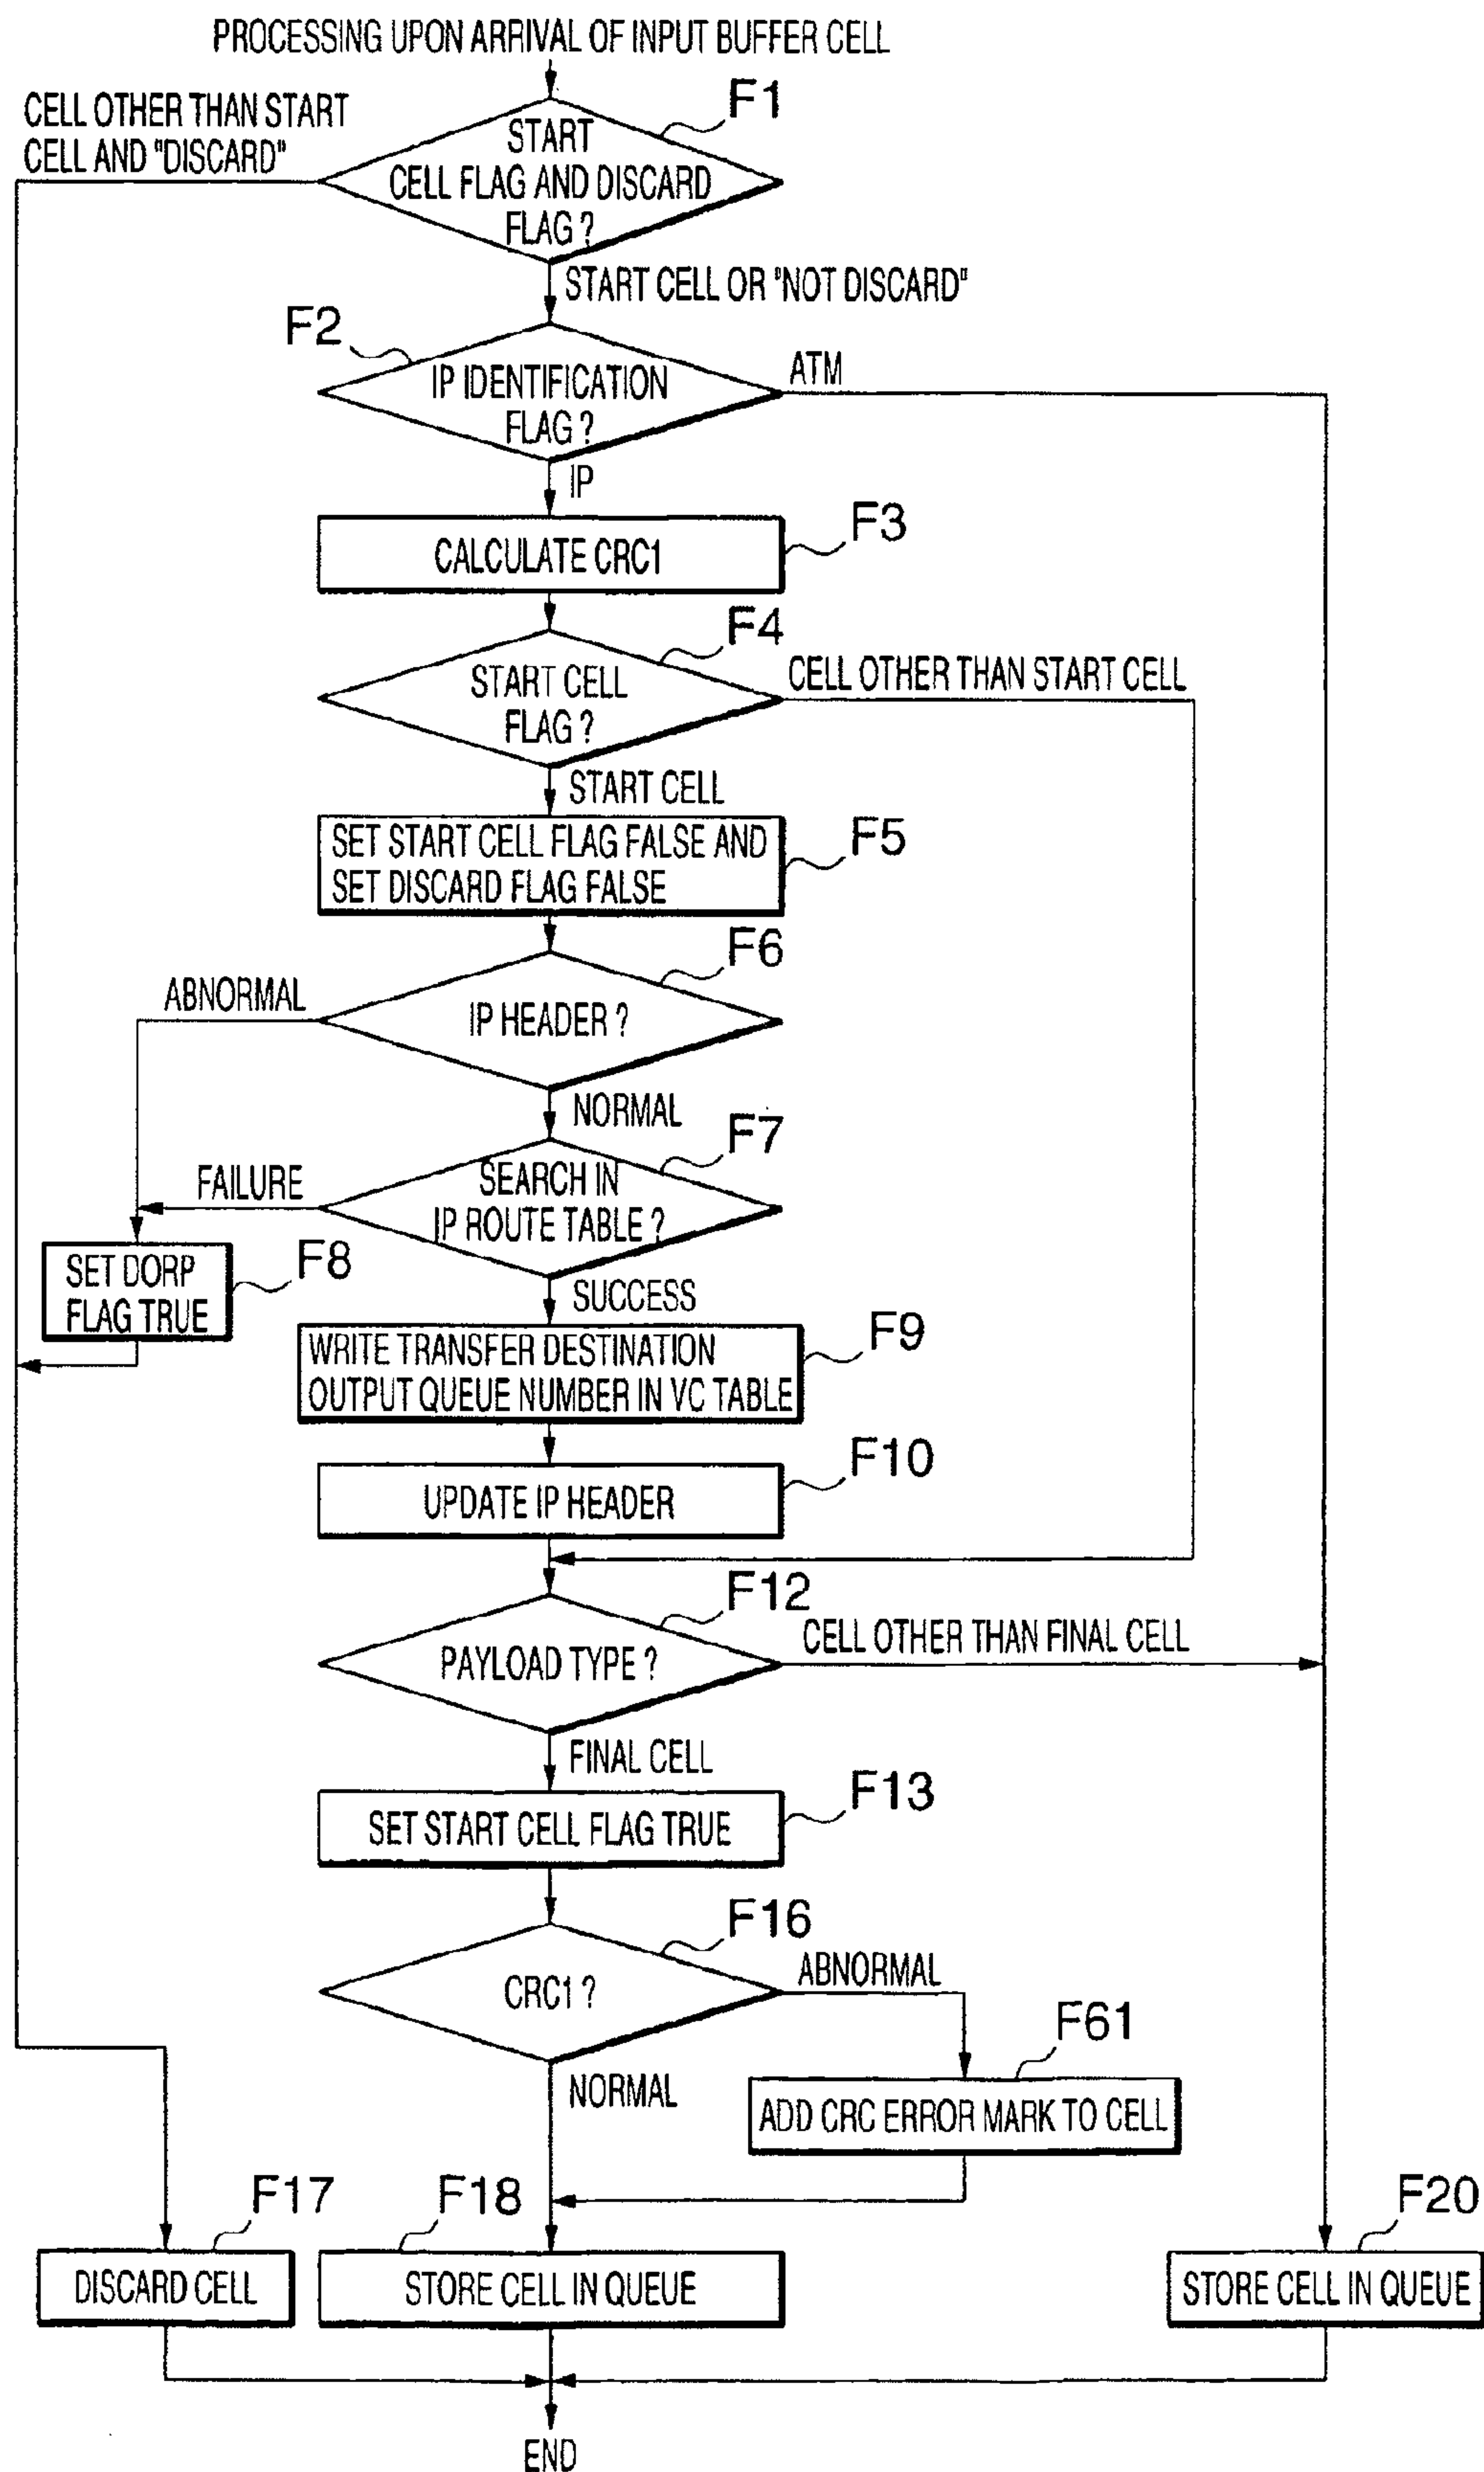 PROCESSING UPON ARRIVAL OF INPUT BUFFER CELL
CELL OTHER THAN START
CELL AND "DISCARD"
F1
START
CELL FLAG AND DISCARD
FLAG ?
START CELL OR "NOT DISCARD"
F2
IP IDENTIFICATION
FLAG ?
ATM
IP
F3
CALCULATE CRC1
F4
START CELL
FLAG ?
CELL OTHER THAN START CELL
START CELL
F5
SET START CELL FLAG FALSE AND
SET DISCARD FLAG FALSE
F6
ABNORMAL
IP HEADER ?
NORMAL
F7
FAILURE
SEARCH IN
IP ROUTE TABLE ?
F8
SET DORP
FLAG TRUE
SUCCESS
F9
WRITE TRANSFER DESTINATION
OUTPUT QUEUE NUMBER IN VC TABLE
F10
UPDATE IP HEADER
F12
PAYLOAD TYPE ?
CELL OTHER THAN FINAL CELL
FINAL CELL
F13
SET START CELL FLAG TRUE
F16
CRC1 ?
ABNORMAL
F61
NORMAL
ADD CRC ERROR MARK TO CELL
F17
F18
F20
DISCARD CELL
STORE CELL IN QUEUE
STORE CELL IN QUEUE
END